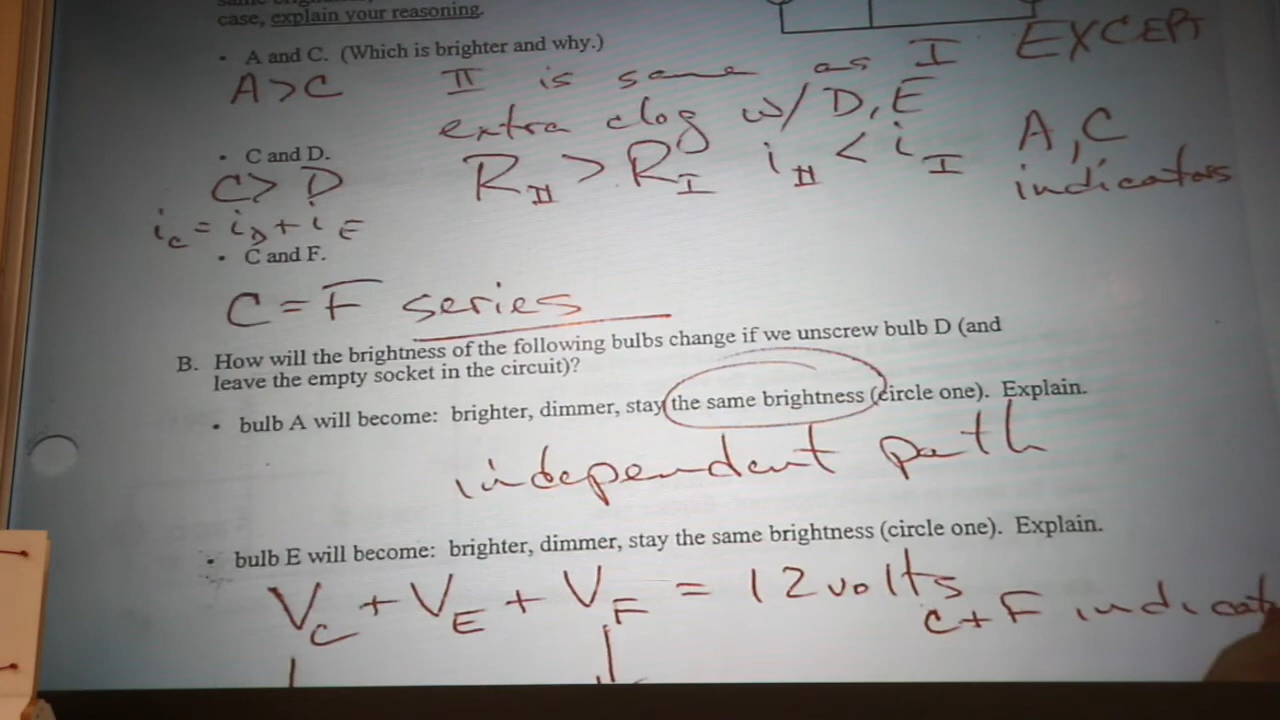 case, explain your reasoning.
• A and C. (Which is brighter and why.)
A > C II is same as I EXCEPT
extra clog w/ D, E
• C and D.
C > D R_II > R_I i_II < i_I A, C
indicators
i_C = i_D + i_E
• C and F.
C = F series
B. How will the brightness of the following bulbs change if we unscrew bulb D (and
leave the empty socket in the circuit)?
• bulb A will become: brighter, dimmer, stay the same brightness (circle one). Explain.
independent path
• bulb E will become: brighter, dimmer, stay the same brightness (circle one). Explain.
V_C + V_E + V_F = 12 volts
C + F